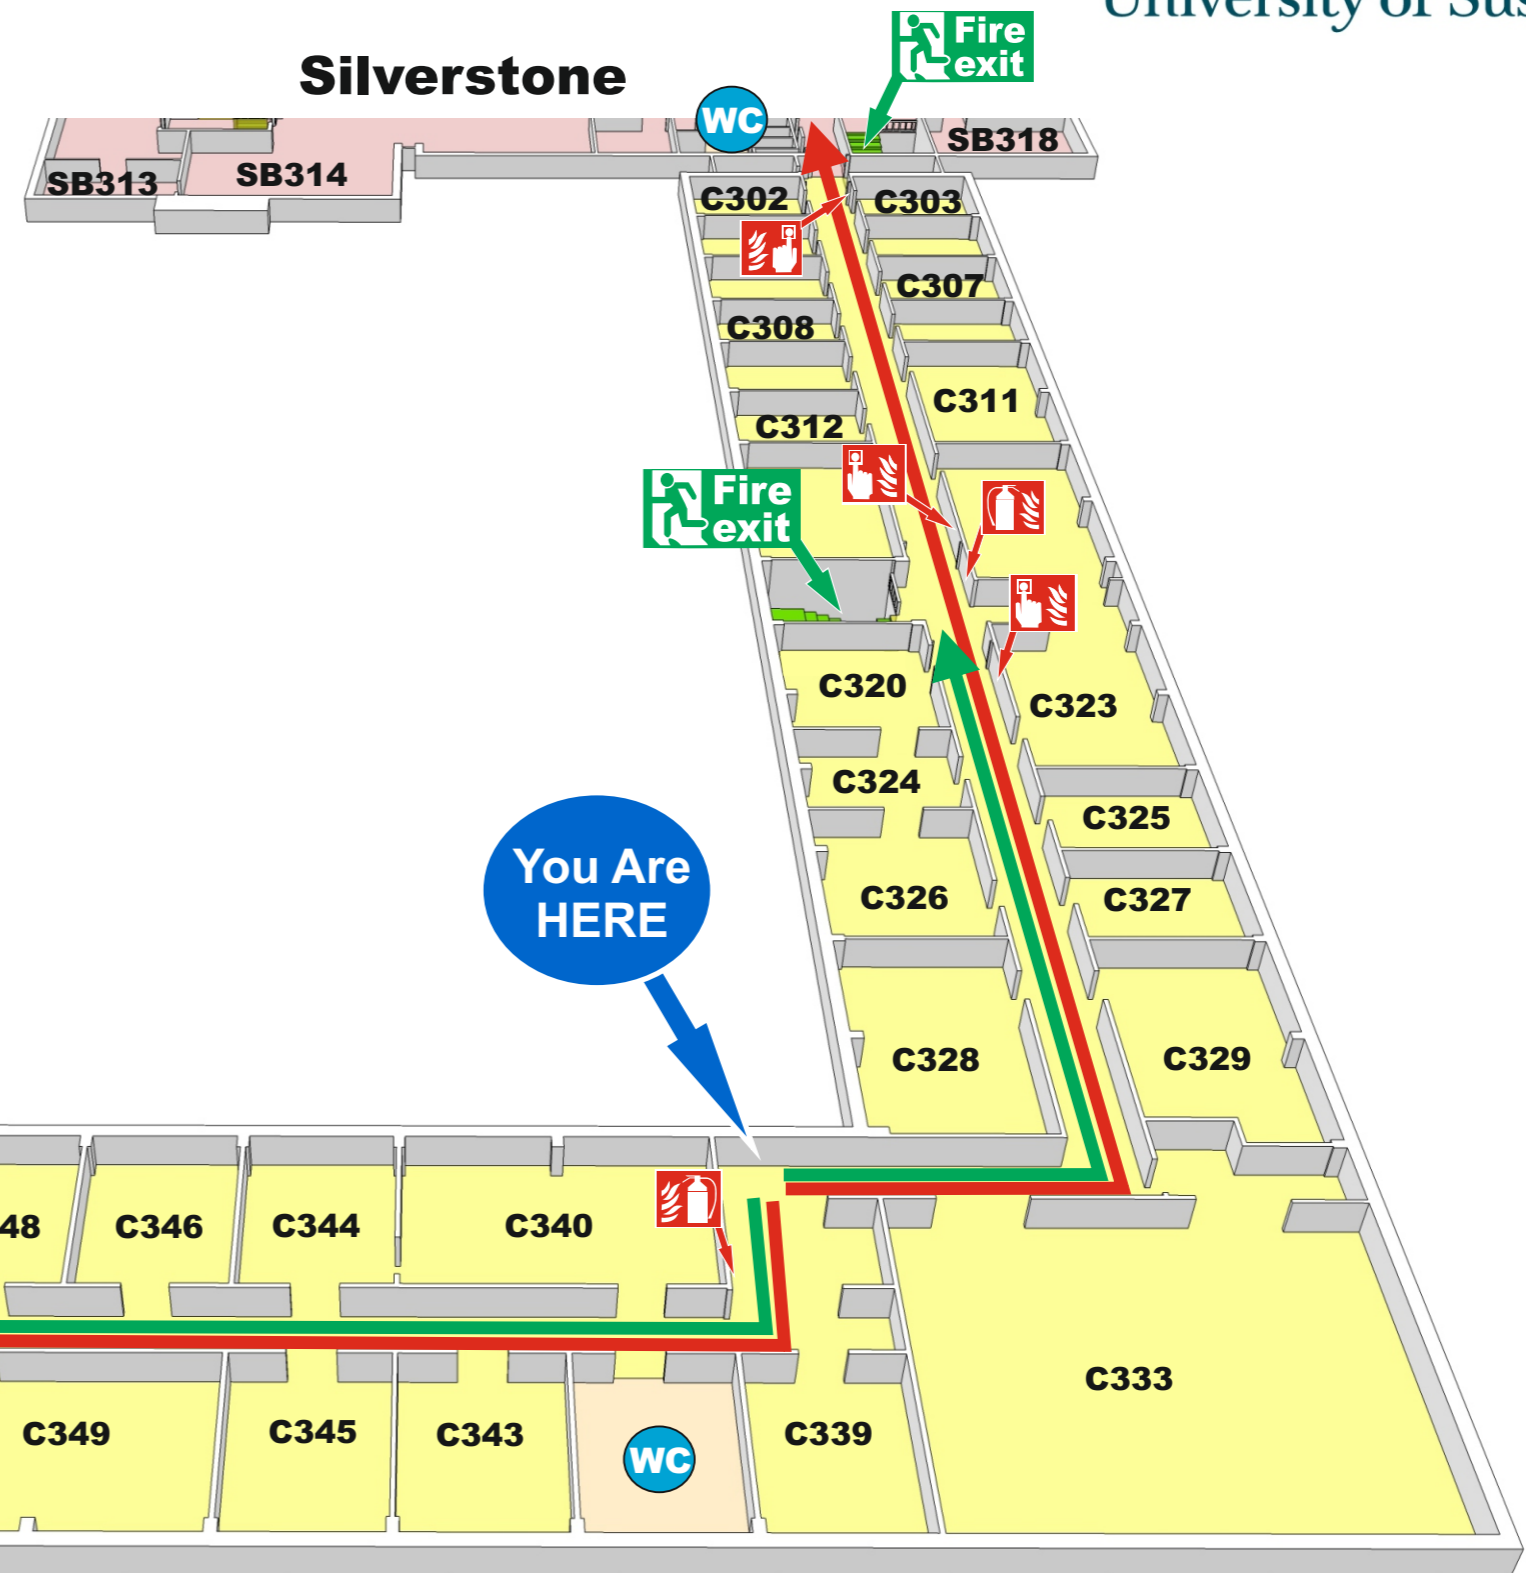 University of Sus
Silverstone
Fire
exit
WC
SB313
SB314
SB318
C302
C303
C307
C308
C311
C312
Fire
exit
C320
C323
C324
C325
C326
C327
You Are
HERE
C328
C329
48
C346
C344
C340
C333
C349
C345
C343
WC
C339